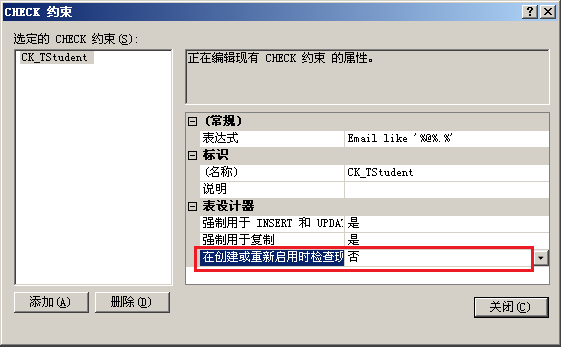 CHECK 约束
选定的 CHECK 约束(S):
CK_TStudent
正在编辑现有 CHECK 约束 的属性。
(常规)
表达式 Email like '%@%.%'
标识
(名称) CK_TStudent
说明
表设计器
强制用于 INSERT 和 UPDA 是
强制用于复制 是
在创建或重新启用时检查现 否
添加(A) 删除(D)
关闭(C)